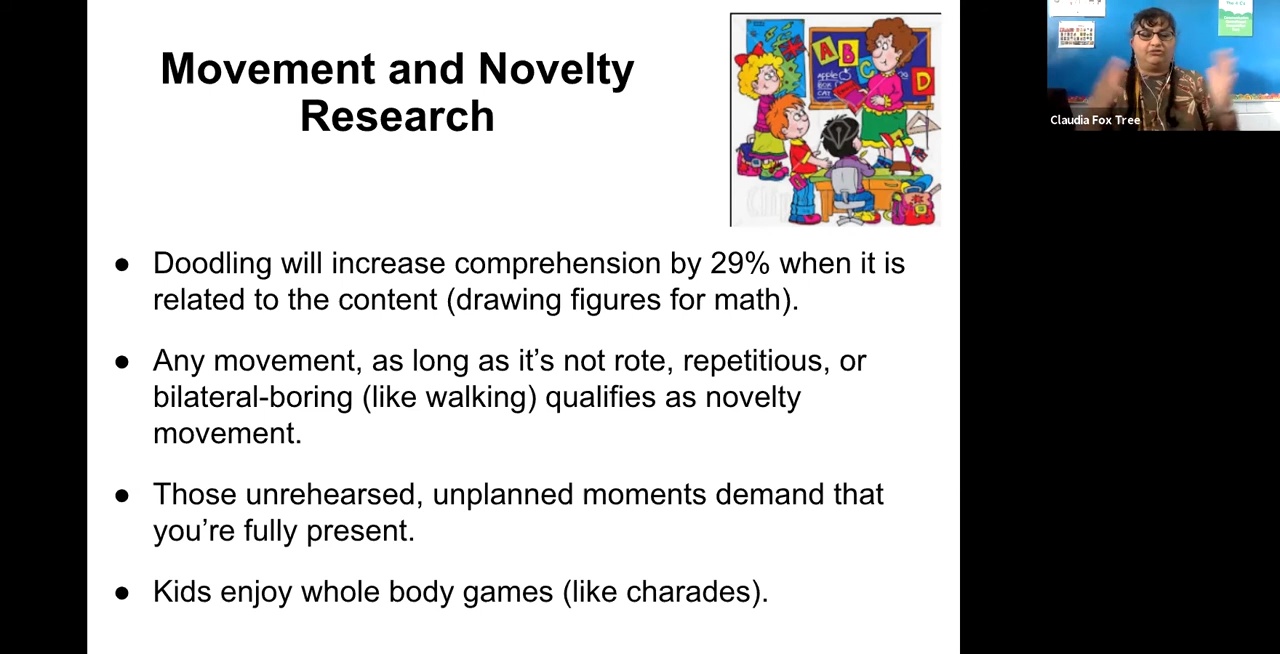 Movement and Novelty
Research
A
B
C
D
apple
BOX
CAT
Claudia Fox Tree
● Doodling will increase comprehension by 29% when it is
related to the content (drawing figures for math).
● Any movement, as long as it’s not rote, repetitious, or
bilateral-boring (like walking) qualifies as novelty
movement.
● Those unrehearsed, unplanned moments demand that
you’re fully present.
● Kids enjoy whole body games (like charades).